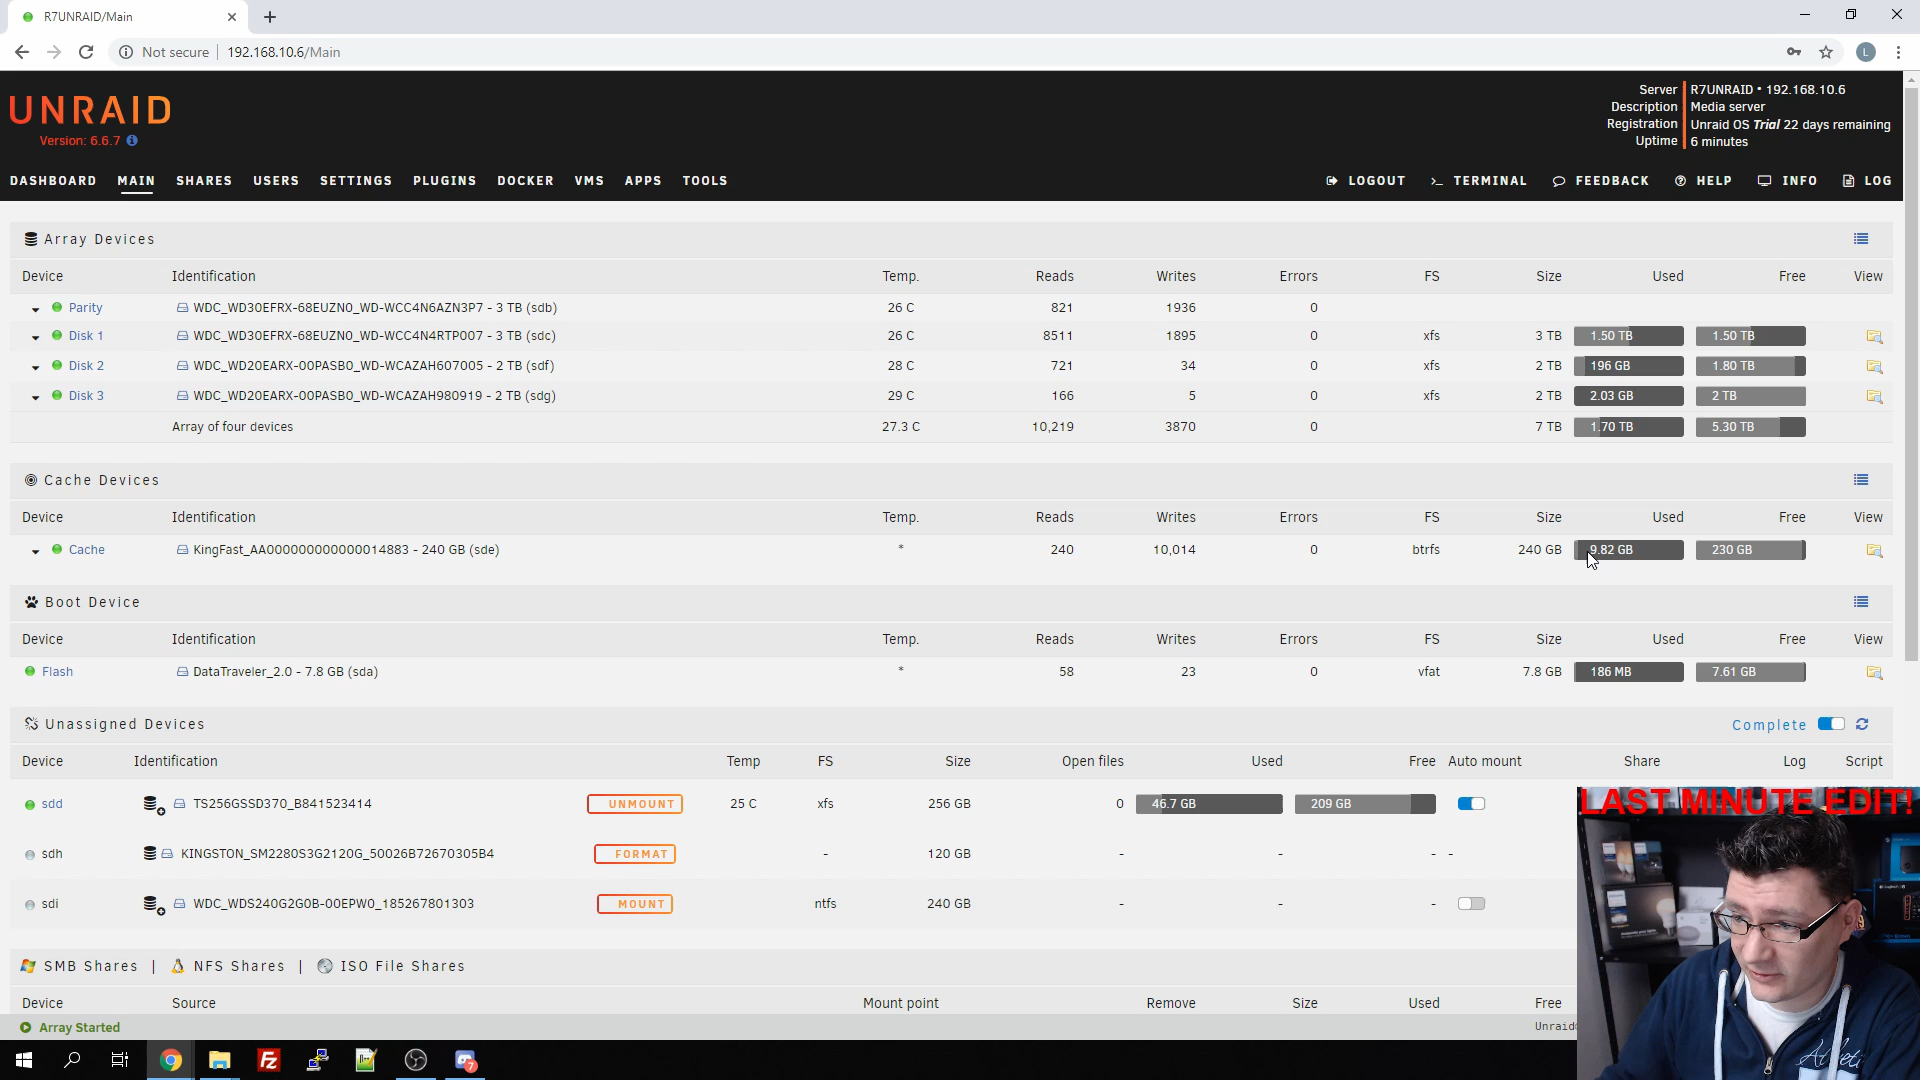 R7UNRAID/Main
Not secure 192.168.10.6/Main
L
UNRAID
Version: 6.6.7
Server R7UNRAID • 192.168.10.6
Description Media server
Registration Unraid OS Trial 22 days remaining
Uptime 6 minutes
DASHBOARD MAIN SHARES USERS SETTINGS PLUGINS DOCKER VMS APPS TOOLS LOGOUT >_ TERMINAL FEEDBACK HELP INFO LOG
Array Devices
Device Identification Temp. Reads Writes Errors FS Size Used Free View
Parity WDC_WD30EFRX-68EUZN0_WD-WCC4N6AZN3P7 - 3 TB (sdb) 26 C 821 1936 0
Disk 1 WDC_WD30EFRX-68EUZN0_WD-WCC4N4RTP007 - 3 TB (sdc) 26 C 8511 1895 0 xfs 3 TB 1.50 TB 1.50 TB
Disk 2 WDC_WD20EARX-00PASB0_WD-WCAZAH607005 - 2 TB (sdf) 28 C 721 34 0 xfs 2 TB 196 GB 1.80 TB
Disk 3 WDC_WD20EARX-00PASB0_WD-WCAZAH980919 - 2 TB (sdg) 29 C 166 5 0 xfs 2 TB 2.03 GB 2 TB
Array of four devices 27.3 C 10,219 3870 0 7 TB 1.70 TB 5.30 TB
Cache Devices
Device Identification Temp. Reads Writes Errors FS Size Used Free View
Cache KingFast_AA000000000000014883 - 240 GB (sde) * 240 10,014 0 btrfs 240 GB 9.82 GB 230 GB
Boot Device
Device Identification Temp. Reads Writes Errors FS Size Used Free View
Flash DataTraveler_2.0 - 7.8 GB (sda) * 58 23 0 vfat 7.8 GB 186 MB 7.61 GB
Unassigned Devices Complete
Device Identification Temp FS Size Open files Used Free Auto mount Share Log Script
sdd TS256GSSD370_B841523414 UNMOUNT 25 C xfs 256 GB 0 46.7 GB 209 GB
LAST MINUTE EDIT!
sdh KINGSTON_SM2280S3G2120G_50026B72670305B4 FORMAT - 120 GB - - - -
sdi WDC_WDS240G2G0B-00EPW0_185267801303 MOUNT ntfs 240 GB - - -
SMB Shares | NFS Shares | ISO File Shares
Device Source Mount point Remove Size Used Free
Array Started
7